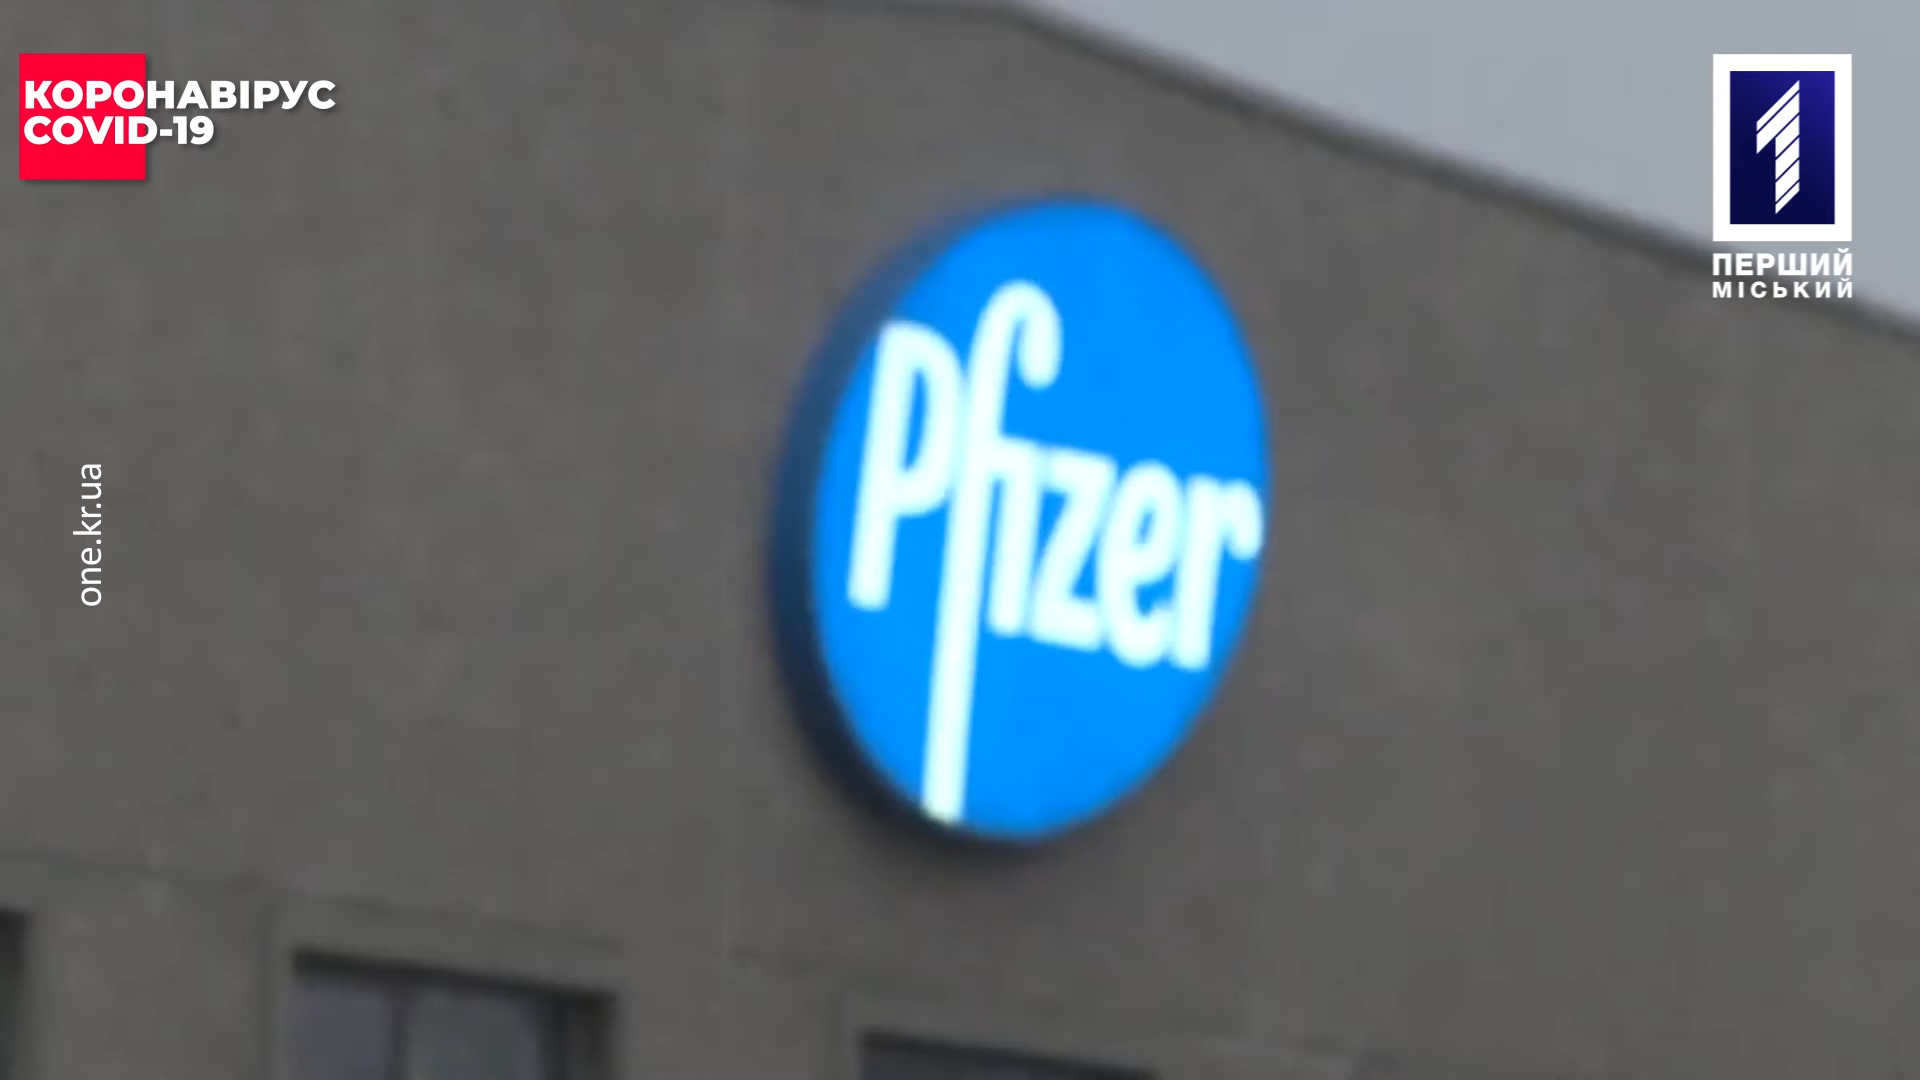 КОРОНАВІРУС
COVID-19
ПЕРШИЙ
МІСЬКИЙ
one.kr.ua
Pfizer